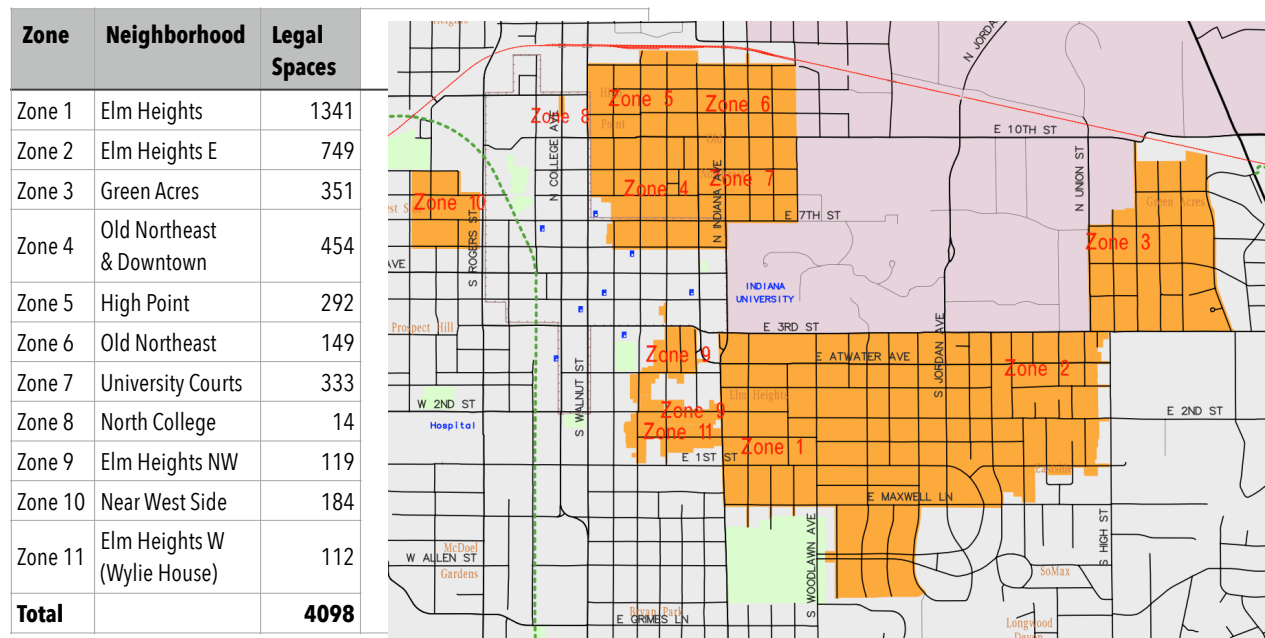 Zone Neighborhood Legal
Spaces
Zone 1 Elm Heights 1341
Zone 2 Elm Heights E 749
Zone 3 Green Acres 351
Zone 4 Old Northeast
& Downtown 454
Zone 5 High Point 292
Zone 6 Old Northeast 149
Zone 7 University Courts 333
Zone 8 North College 14
Zone 9 Elm Heights NW 119
Zone 10 Near West Side 184
Zone 11 Elm Heights W
(Wylie House) 112
Total 4098
Heights
N JORD
Zone 5
Zone 6
Zone 8
Point
Old
E 10TH ST
N COLLEGE AVE
N INDIANA AVE
N UNION ST
Zone 4
Zone 7
Zone 10
Green Acres
E 7TH ST
Zone 3
S ROGERS ST
AVE
INDIANA
UNIVERSITY
Prospect Hill
E 3RD ST
S JORDAN AVE
Zone 9
E ATWATER AVE
Zone 2
S WALNUT ST
Elm Heights
W 2ND ST
Zone 9
E 2ND ST
Hospital
Zone 11
Zone 1
E 1ST ST
Eastside
E MAXWELL LN
S WOODLAWN AVE
S HIGH ST
McDoel
Gardens
W ALLEN ST
SoMax
Bryan Park
E GRIMES LN
Longwood